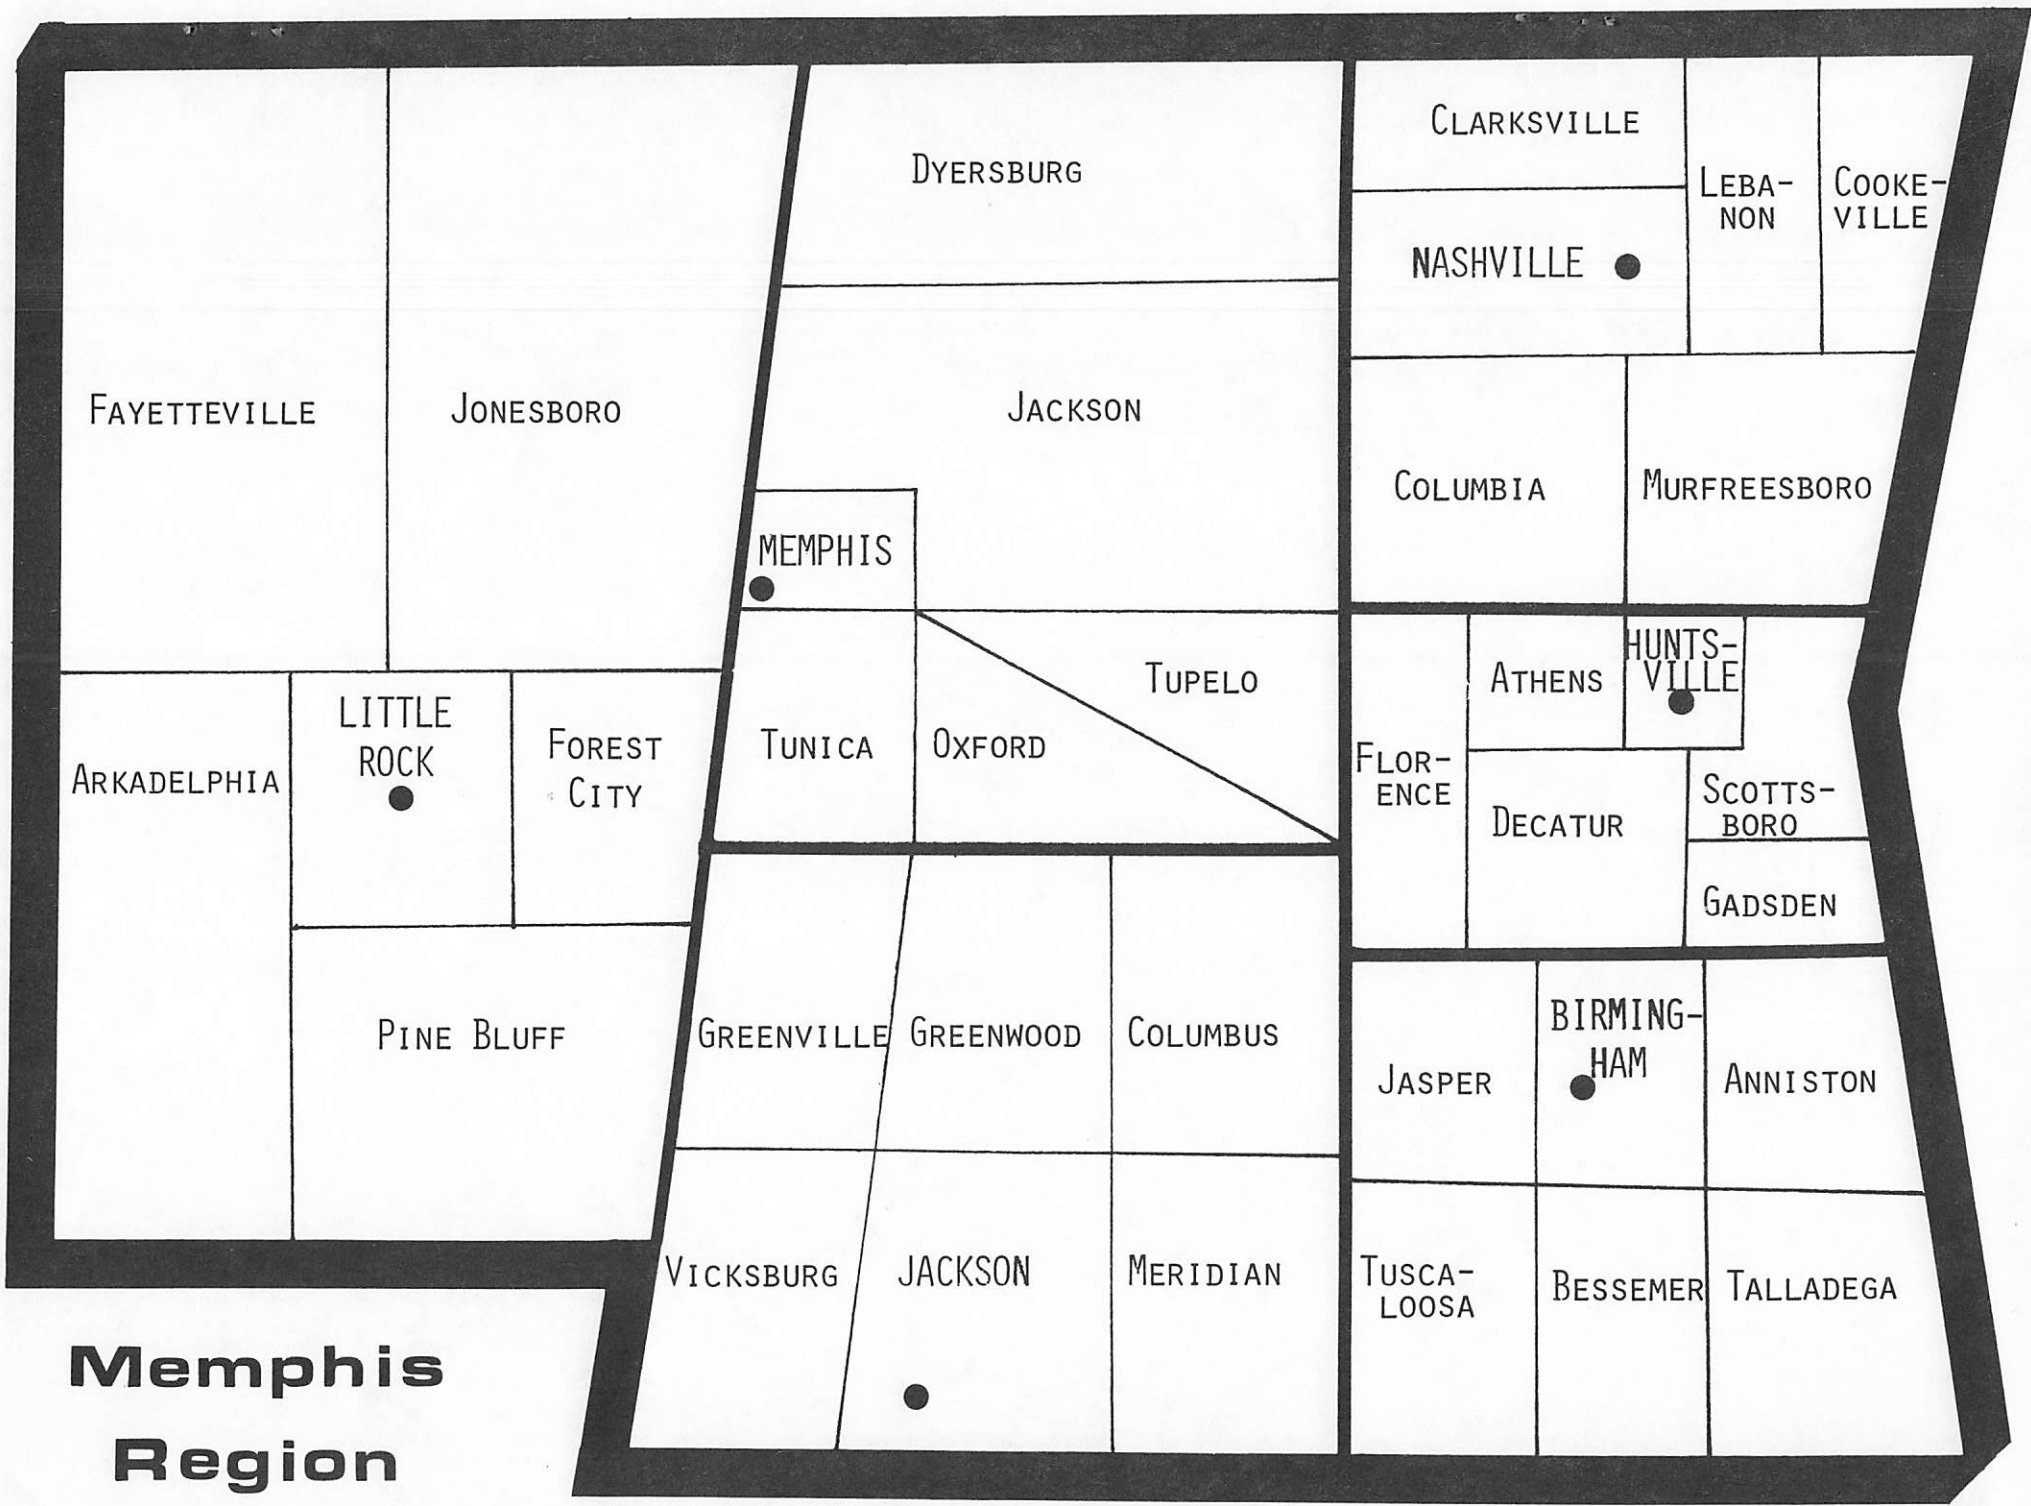 FAYETTEVILLE
JONESBORO
ARKADELPHIA
LITTLE
ROCK
FOREST
CITY
PINE BLUFF
DYERSBURG
JACKSON
MEMPHIS
TUNICA
OXFORD
TUPELO
GREENVILLE
GREENWOOD
COLUMBUS
VICKSBURG
JACKSON
MERIDIAN
CLARKSVILLE
NASHVILLE
LEBA-
NON
COOKE-
VILLE
COLUMBIA
MURFREESBORO
FLOR-
ENCE
ATHENS
HUNTS-
VILLE
DECATUR
SCOTTS-
BORO
GADSDEN
JASPER
BIRMING-
HAM
ANNISTON
TUSCA-
LOOSA
BESSEMER
TALLADEGA
Memphis
Region